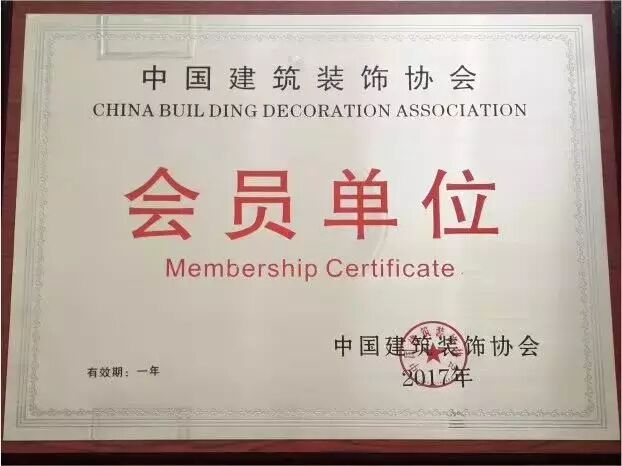 中国建筑装饰协会
CHINA BUIL DING DECORATION ASSOCIATION
会员单位
Membership Certificate
中国建筑装饰协会
2017年
有效期：一年